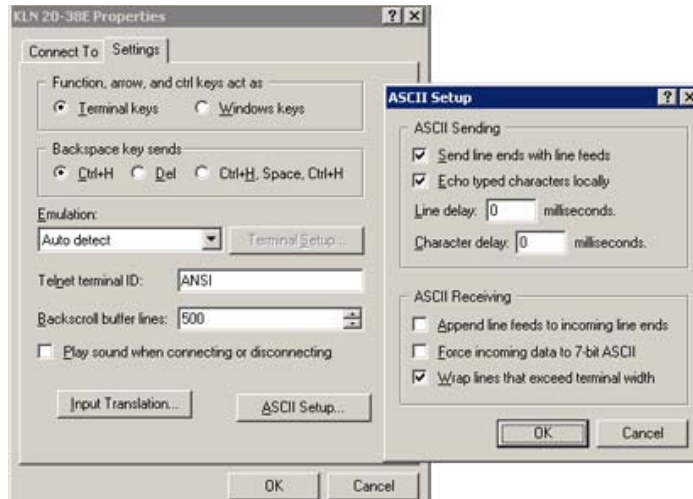 KLN 20-38E Properties
Connect To
Settings
Function, arrow, and ctrl keys act as
Terminal keys
Windows keys
Backspace key sends
Ctrl+H
Del
Ctrl+H, Space, Ctrl+H
Emulation:
Auto detect
Terminal Setup...
Telnet terminal ID:
ANSI
Backscroll buffer lines:
500
Play sound when connecting or disconnecting
Input Translation...
ASCII Setup...
OK
Cancel
ASCII Setup
ASCII Sending
Send line ends with line feeds
Echo typed characters locally
Line delay: 0 milliseconds.
Character delay: 0 milliseconds.
ASCII Receiving
Append line feeds to incoming line ends
Force incoming data to 7-bit ASCII
Wrap lines that exceed terminal width
OK
Cancel